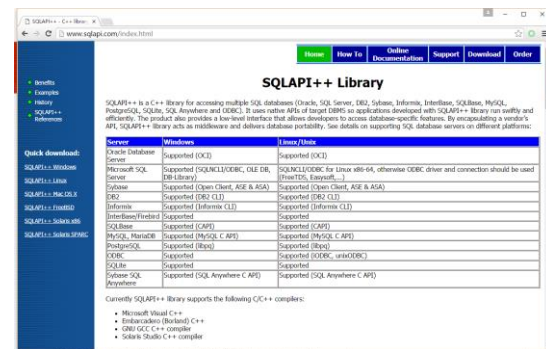 SQLAPI++ - C++ library
www.sqlapi.com/index.html
Home How To Online Documentation Support Download Order
Benefits
Examples
History
SQLAPI++ References
Quick download:
SQLAPI++ Windows
SQLAPI++ Linux
SQLAPI++ Mac OS X
SQLAPI++ FreeBSD
SQLAPI++ Solaris x86
SQLAPI++ Solaris SPARC
SQLAPI++ Library
SQLAPI++ is a C++ library for accessing multiple SQL databases (Oracle, SQL Server, DB2, Sybase, Informix, InterBase, SQLBase, MySQL,
PostgreSQL, SQLite, SQL Anywhere and ODBC). It uses native APIs of target DBMS so applications developed with SQLAPI++ library run swiftly and
efficiently. The product also provides a low-level interface that allows developers to access database-specific features. By encapsulating a vendor's
API, SQLAPI++ library acts as middleware and delivers database portability. See details on supporting SQL database servers on different platforms:
Server Windows Linux/Unix
Oracle Database Server Supported (OCI) Supported (OCI)
Microsoft SQL Server Supported (SQLNCLI/ODBC, OLE DB, DB-Library) SQLNCLI/ODBC for Linux x86-64, otherwise ODBC driver and connection should be used (FreeTDS, Easysoft,...)
Sybase Supported (Open Client, ASE & ASA) Supported (Open Client, ASE & ASA)
DB2 Supported (DB2 CLI) Supported (DB2 CLI)
Informix Supported (Informix CLI) Supported (Informix CLI)
InterBase/Firebird Supported Supported
SQLBase Supported (CAPI) Supported (CAPI)
MySQL, MariaDB Supported (MySQL C API) Supported (MySQL C API)
PostgreSQL Supported (libpq) Supported (libpq)
ODBC Supported Supported (iODBC, unixODBC)
SQLite Supported Supported
Sybase SQL Anywhere Supported (SQL Anywhere C API) Supported (SQL Anywhere C API)
Currently SQLAPI++ library supports the following C/C++ compilers:
Microsoft Visual C++
Embarcadero (Borland) C++
GNU GCC C++ compiler
Solaris Studio C++ compiler